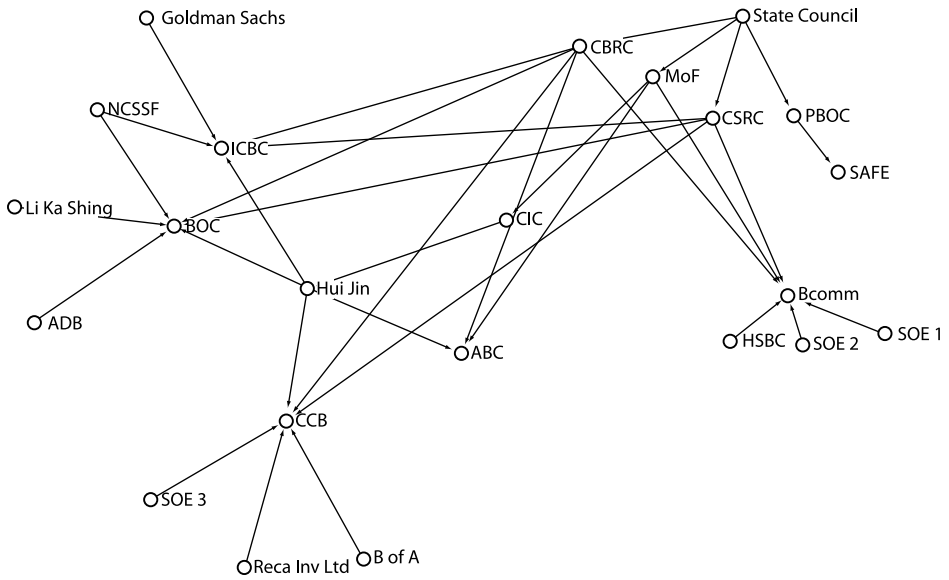 Goldman Sachs
State Council
CBRC
MoF
NCSSF
CSRC
PBOC
ICBC
SAFE
Li Ka Shing
BOC
CIC
Hui Jin
Bcomm
ADB
HSBC
SOE 2
SOE 1
ABC
CCB
SOE 3
Reca Inv Ltd
B of A